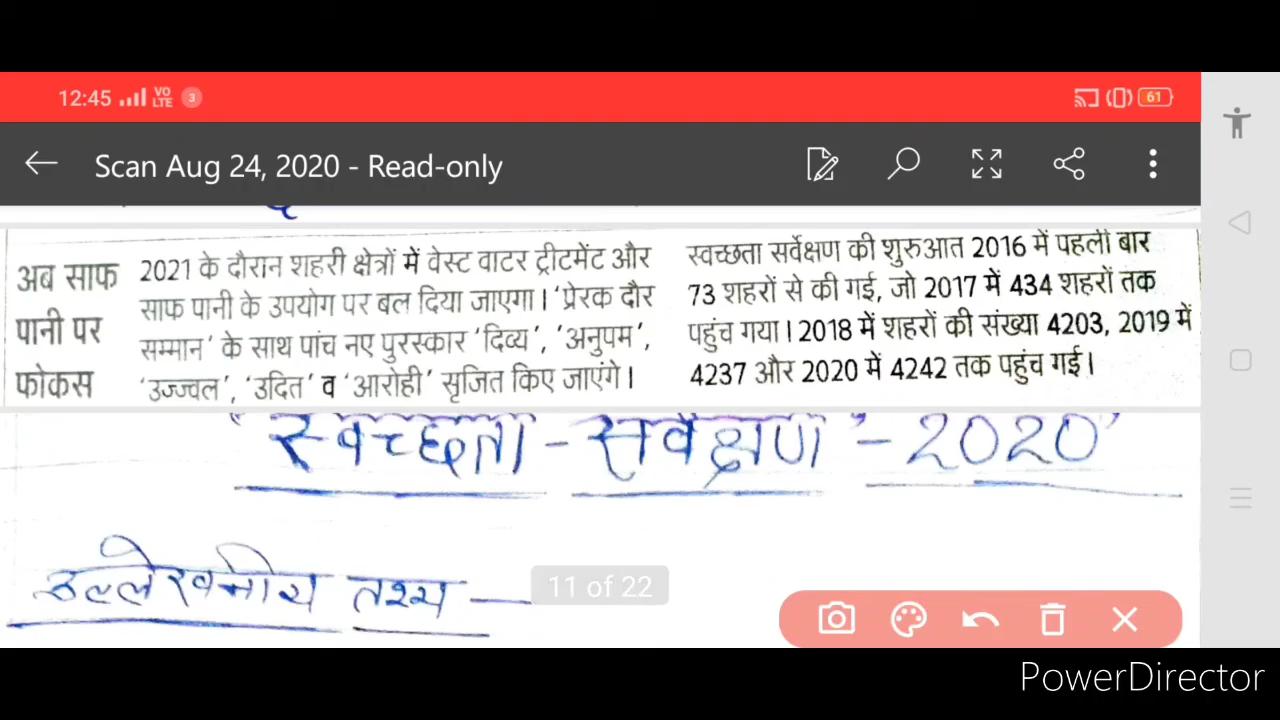 12:45 VO LTE 3 61
Scan Aug 24, 2020 - Read-only
अब साफ
पानी पर
फोकस
2021 के दौरान शहरी क्षेत्रों में वेस्ट वाटर ट्रीटमेंट और
साफ पानी के उपयोग पर बल दिया जाएगा। 'प्रेरक दौर
सम्मान' के साथ पांच नए पुरस्कार 'दिव्य', 'अनुपम',
'उज्ज्वल', 'उदित' व 'आरोही' सृजित किए जाएंगे।
स्वच्छता सर्वेक्षण की शुरुआत 2016 में पहली बार
73 शहरों से की गई, जो 2017 में 434 शहरों तक
पहुंच गया। 2018 में शहरों की संख्या 4203, 2019 में
4237 और 2020 में 4242 तक पहुंच गई।
"स्वच्छता - सर्वेक्षण" - 2020'
उल्लेखनीय तथ्य —
11 of 22
PowerDirector